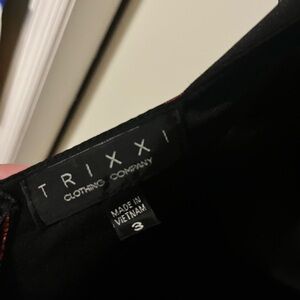 TRIXXI
CLOTHING COMPANY
MADE IN
VIETNAM
3